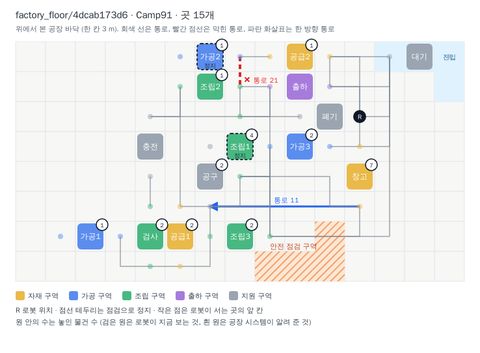 factory_floor/4dcab173d6 · Camp91 · 곳 15개
위에서 본 공장 바닥 (한 칸 3 m). 회색 선은 통로, 빨간 점선은 막힌 통로, 파란 화살표는 한 방향 통로
가공2 1
정지
공급2 1
대기
진입
조립2 1
✕ 통로 21
출하
폐기
R
충전
조립1 4
정지
가공3 2
공구 2
창고 7
통로 11
가공1 1
검사 2
공급1 2
조립3 2
안전 점검 구역
자재 구역 가공 구역 조립 구역 출하 구역 지원 구역
R 로봇 위치 · 점선 테두리는 점검으로 정지 · 작은 점은 로봇이 서는 곳의 앞 칸
원 안의 수는 놓인 물건 수 (검은 원은 로봇이 지금 보는 것, 흰 원은 공장 시스템이 알려 준 것)